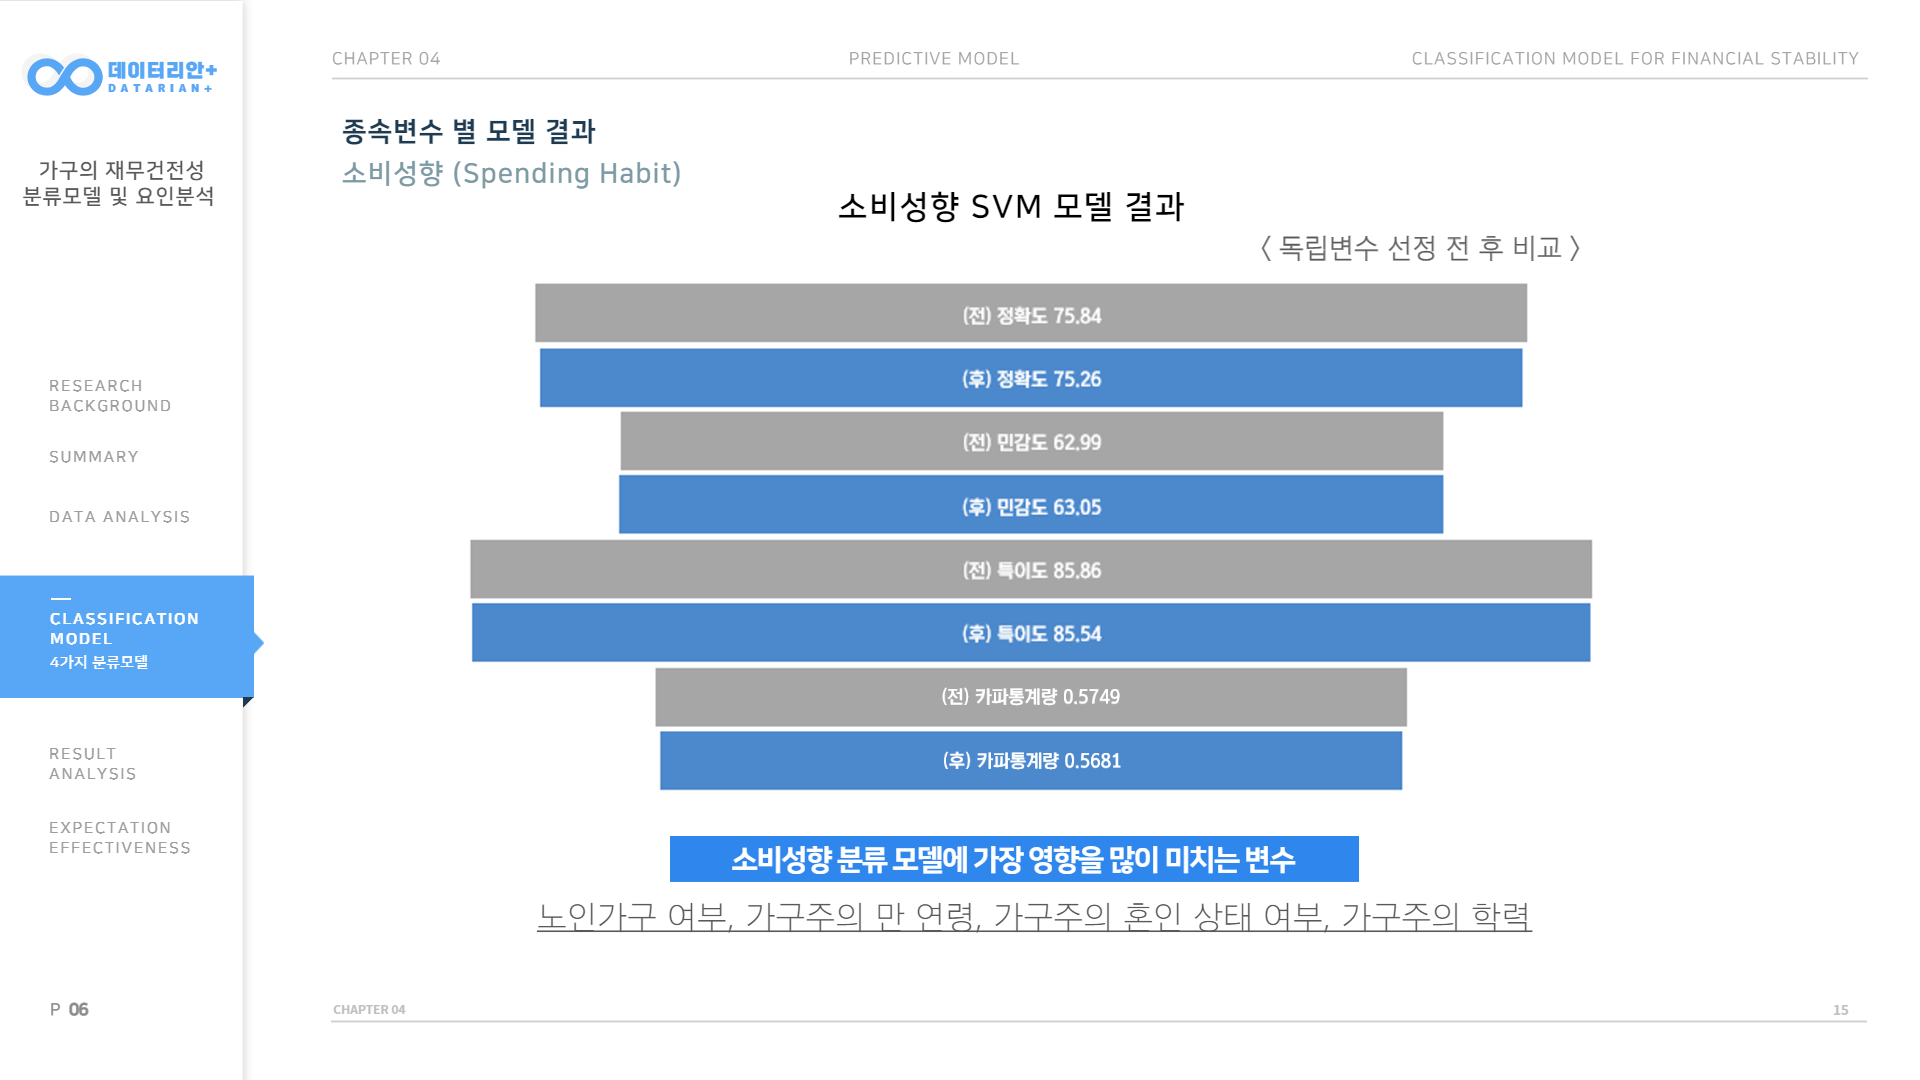 데이터리안+
DATARIAN+
가구의 재무건전성
분류모델 및 요인분석
RESEARCH
BACKGROUND
SUMMARY
DATA ANALYSIS
CLASSIFICATION
MODEL
4가지 분류모델
RESULT
ANALYSIS
EXPECTATION
EFFECTIVENESS
P 06
CHAPTER 04
PREDICTIVE MODEL
CLASSIFICATION MODEL FOR FINANCIAL STABILITY
종속변수 별 모델 결과
소비성향 (Spending Habit)
소비성향 SVM 모델 결과
〈 독립변수 선정 전 후 비교 〉
(전) 정확도 75.84
(후) 정확도 75.26
(전) 민감도 62.99
(후) 민감도 63.05
(전) 특이도 85.86
(후) 특이도 85.54
(전) 카파통계량 0.5749
(후) 카파통계량 0.5681
소비성향 분류 모델에 가장 영향을 많이 미치는 변수
노인가구 여부, 가구주의 만 연령, 가구주의 혼인 상태 여부, 가구주의 학력
CHAPTER 04
15